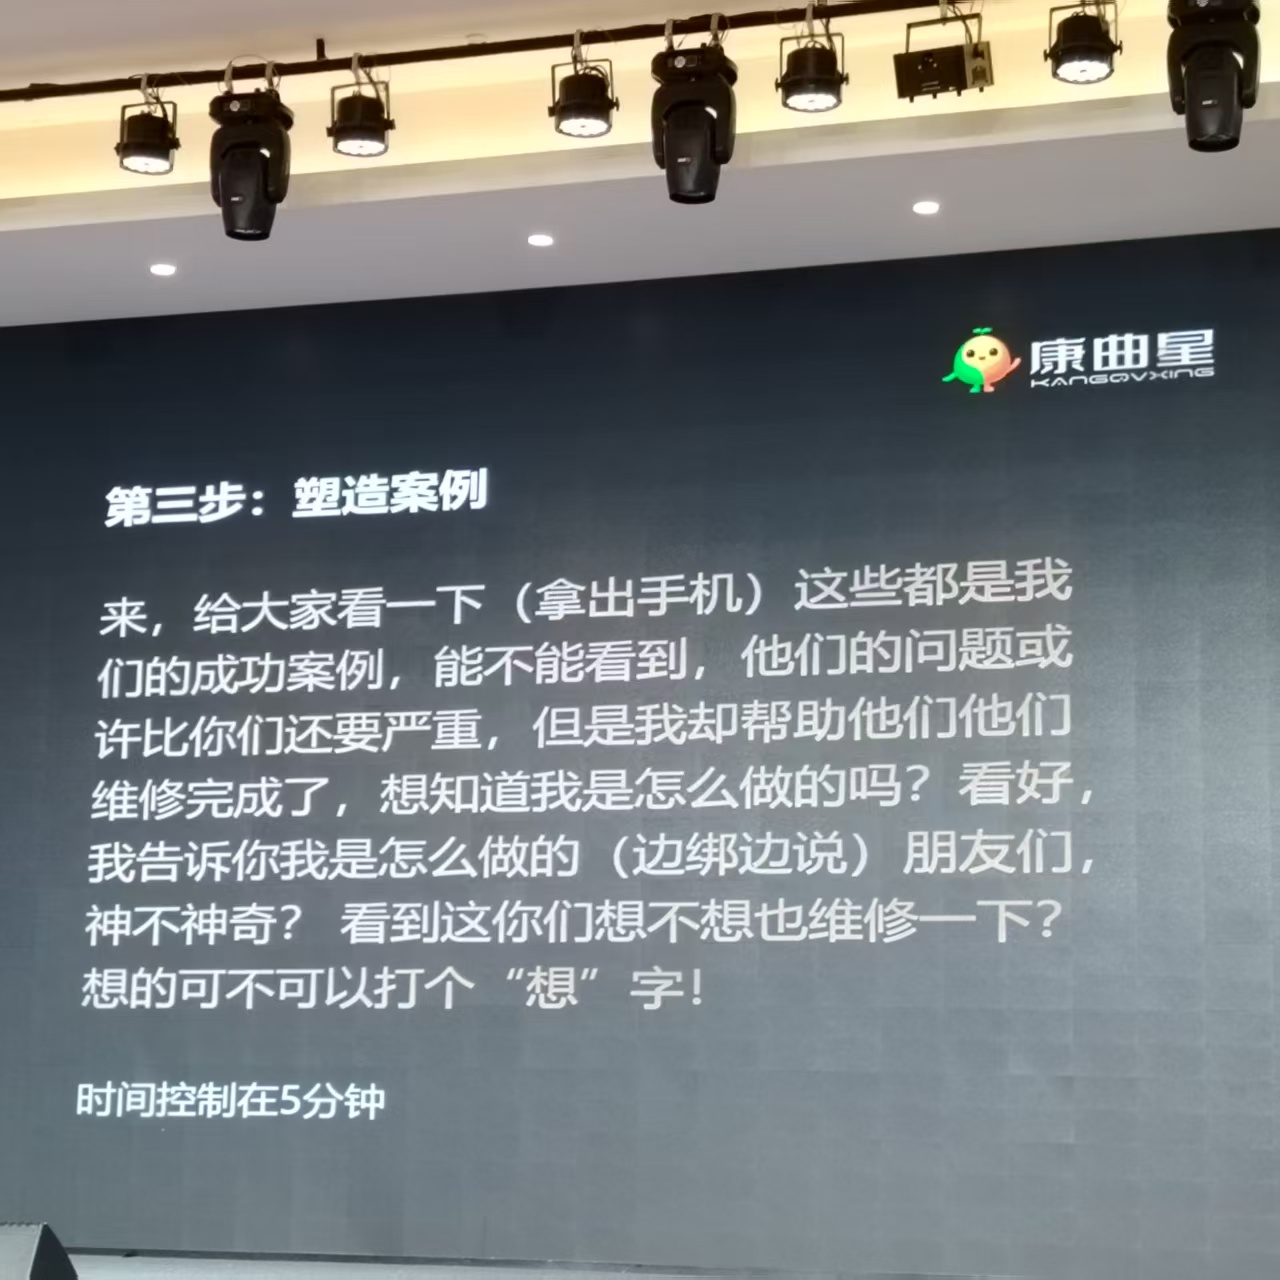 康曲星
KANGQVXING
第三步：塑造案例
来，给大家看一下（拿出手机）这些都是我
们的成功案例，能不能看到，他们的问题或
许比你们还要严重，但是我却帮助他们他们
维修完成了，想知道我是怎么做的吗？看好，
我告诉你我是怎么做的（边绑边说）朋友们，
神不神奇？ 看到这你们想不想也维修一下？
想的可不可以打个“想”字！
时间控制在5分钟